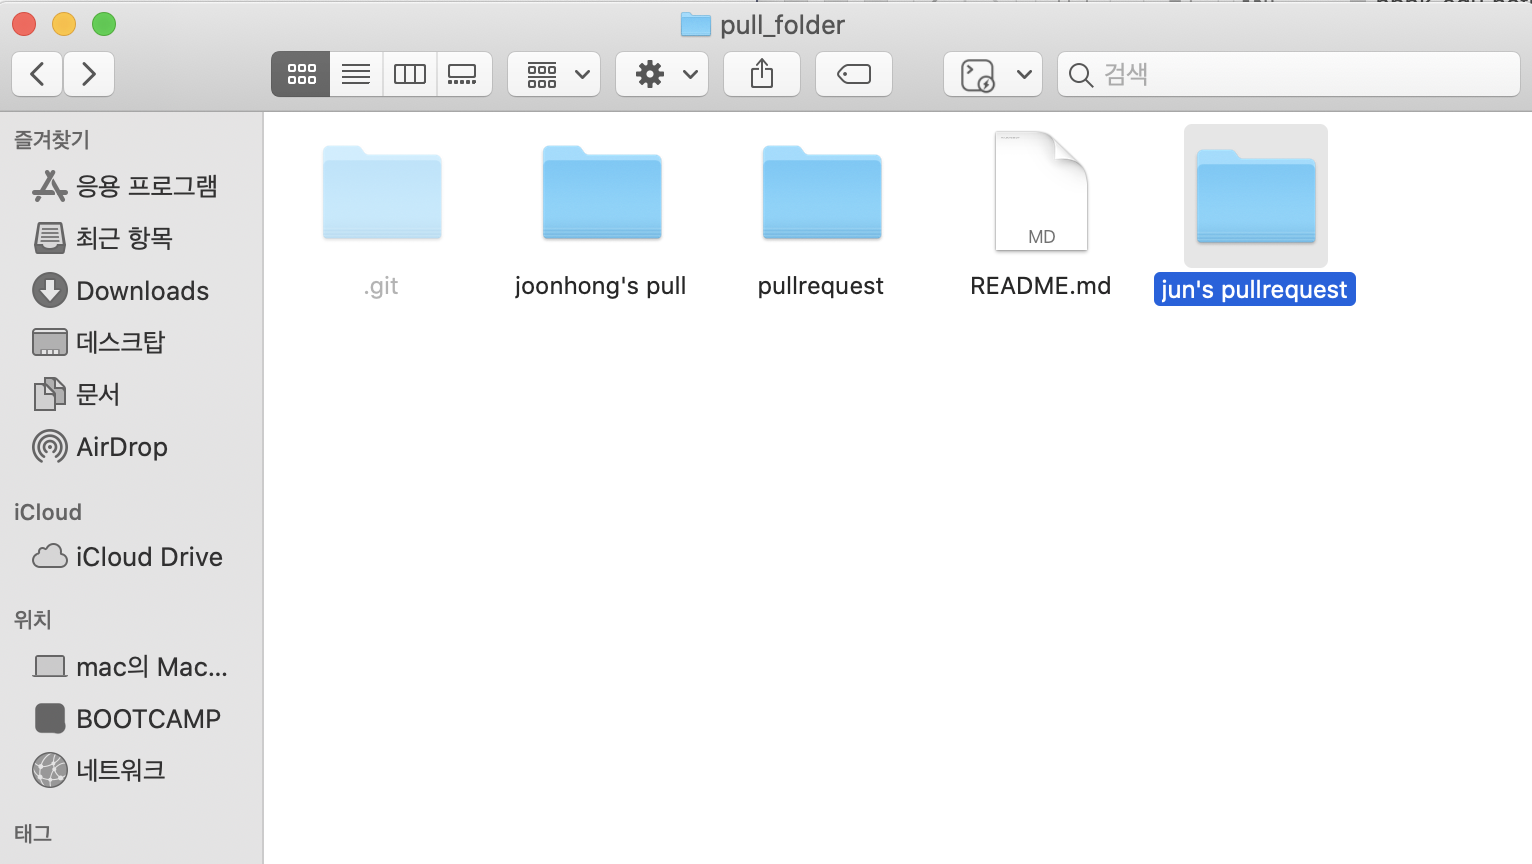 pull_folder
검색
즐겨찾기
응용 프로그램
최근 항목
Downloads
데스크탑
문서
AirDrop
iCloud
iCloud Drive
위치
mac의 Mac...
BOOTCAMP
네트워크
태그
.git
joonhong's pull
pullrequest
MD
README.md
jun's pullrequest